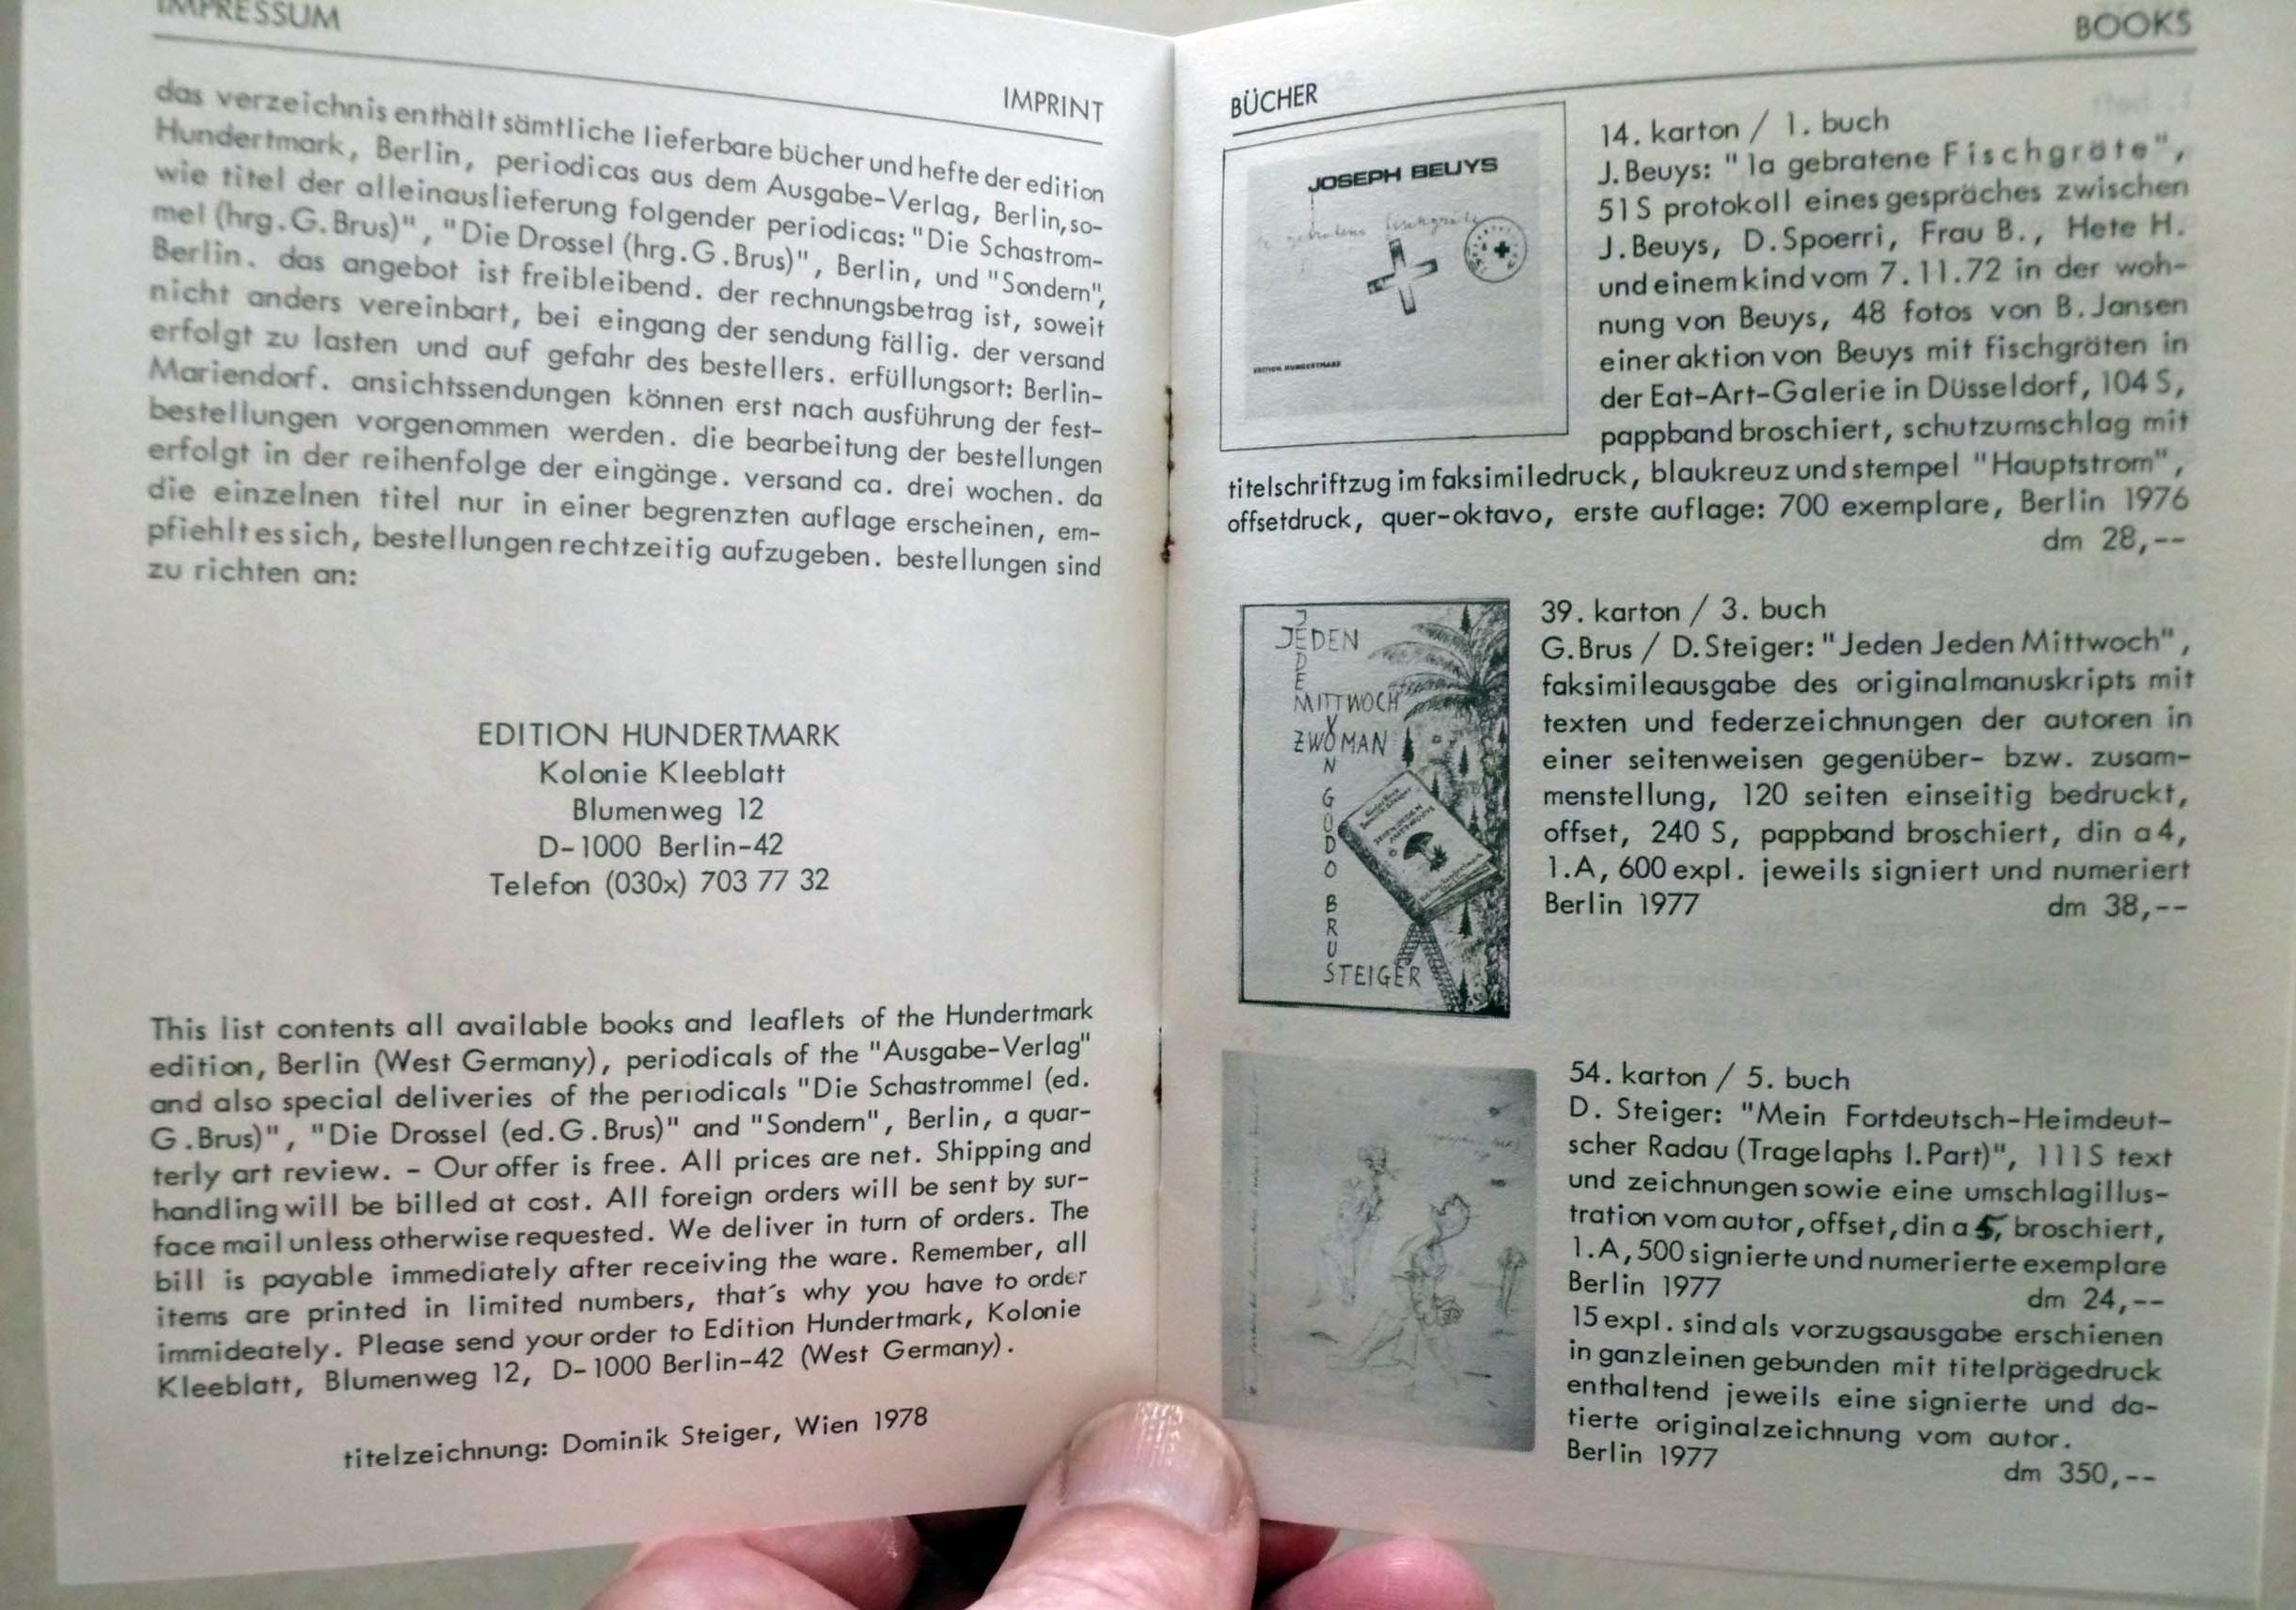 IMPRESSUM
IMPRINT
das verzeichnis enthält sämtliche lieferbare bücher und hefte der edition
Hundertmark, Berlin, periodicas aus dem Ausgabe-Verlag, Berlin, so-
wie titel der alleinauslieferung folgender periodicas: "Die Schastrom-
mel (hrg. G. Brus)", "Die Drossel (hrg. G. Brus)", Berlin, und "Sondern",
Berlin. das angebot ist freibleibend. der rechnungsbetrag ist, soweit
nicht anders vereinbart, bei eingang der sendung fällig. der versand
erfolgt zu lasten und auf gefahr des bestellers. erfüllungsort: Berlin-
Mariendorf. ansichtssendungen können erst nach ausführung der fest-
bestellungen vorgenommen werden. die bearbeitung der bestellungen
erfolgt in der reihenfolge der eingänge. versand ca. drei wochen. da
die einzelnen titel nur in einer begrenzten auflage erscheinen, em-
pfiehlt es sich, bestellungen rechtzeitig aufzugeben. bestellungen sind
zu richten an:
EDITION HUNDERTMARK
Kolonie Kleeblatt
Blumenweg 12
D-1000 Berlin-42
Telefon (030x) 703 77 32
This list contents all available books and leaflets of the Hundertmark
edition, Berlin (West Germany), periodicals of the "Ausgabe-Verlag"
and also special deliveries of the periodicals "Die Schastrommel (ed.
G. Brus)", "Die Drossel (ed. G. Brus)" and "Sondern", Berlin, a quar-
terly art review. - Our offer is free. All prices are net. Shipping and
handling will be billed at cost. All foreign orders will be sent by sur-
face mail unless otherwise requested. We deliver in turn of orders. The
bill is payable immediately after receiving the ware. Remember, all
items are printed in limited numbers, that´s why you have to order
immideately. Please send your order to Edition Hundertmark, Kolonie
Kleeblatt, Blumenweg 12, D-1000 Berlin-42 (West Germany).
titelzeichnung: Dominik Steiger, Wien 1978
BOOKS
BÜCHER
JOSEPH BEUYS
EDITION HUNDERTMARK
14. karton / 1. buch
J. Beuys: "la gebratene Fischgräte",
51 S protokoll eines gespräches zwischen
J. Beuys, D. Spoerri, Frau B., Hete H.
und einem kind vom 7.11.72 in der woh-
nung von Beuys, 48 fotos von B. Jansen
einer aktion von Beuys mit fischgräten in
der Eat-Art-Galerie in Düsseldorf, 104 S,
pappband broschiert, schutzumschlag mit
titelschriftzug im faksimiledruck, blaukreuz und stempel "Hauptstrom",
offsetdruck, quer-oktavo, erste auflage: 700 exemplare, Berlin 1976
dm 28,--
JEDEN
JEDEN
MITTWOCH
ZWOMAN
VON
GÜDO
BRUS
STEIGER
39. karton / 3. buch
G. Brus / D. Steiger: "Jeden Jeden Mittwoch",
faksimileausgabe des originalmanuskripts mit
texten und federzeichnungen der autoren in
einer seitenweisen gegenüber- bzw. zusam-
menstellung, 120 seiten einseitig bedruckt,
offset, 240 S, pappband broschiert, din a4,
1.A, 600 expl. jeweils signiert und numeriert
Berlin 1977 dm 38,--
54. karton / 5. buch
D. Steiger: "Mein Fortdeutsch-Heimdeut-
scher Radau (Tragelaphs I. Part)", 111 S text
und zeichnungen sowie eine umschlagillus-
tration vom autor, offset, din a 5, broschiert,
1.A, 500 signierte und numerierte exemplare
Berlin 1977 dm 24,--
15 expl. sind als vorzugsausgabe erschienen
in ganzleinen gebunden mit titelprägedruck
enthaltend jeweils eine signierte und da-
tierte originalzeichnung vom autor.
Berlin 1977 dm 350,--